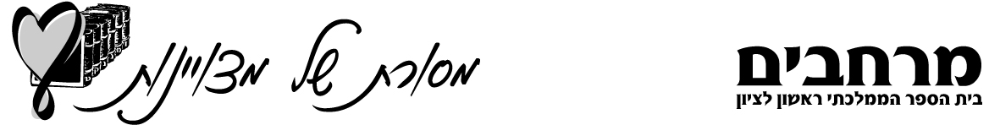 מרחבים
בית הספר הממלכתי ראשון לציון
מסורת של מצויינות